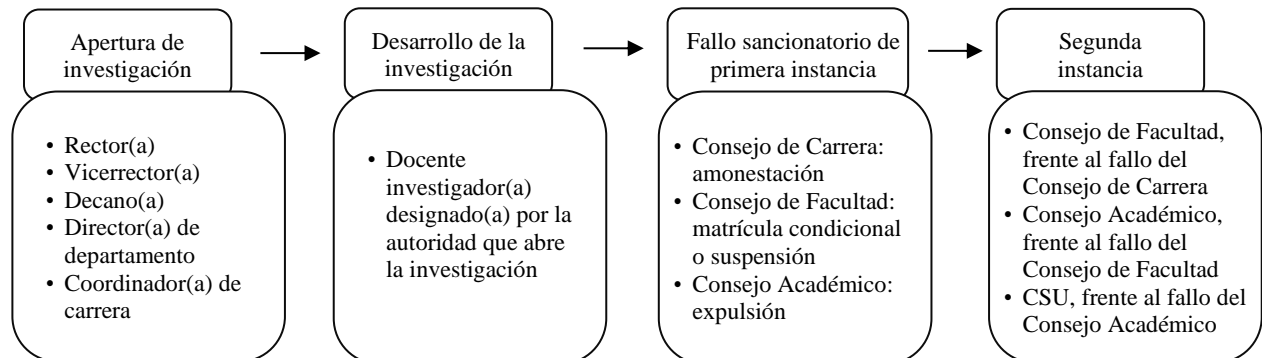 Apertura de
investigación
• Rector(a)
• Vicerrector(a)
• Decano(a)
• Director(a) de
departamento
• Coordinador(a) de
carrera
Desarrollo de la
investigación
• Docente
investigador(a)
designado(a) por la
autoridad que abre
la investigación
Fallo sancionatorio de
primera instancia
• Consejo de Carrera:
amonestación
• Consejo de Facultad:
matrícula condicional
o suspensión
• Consejo Académico:
expulsión
Segunda
instancia
• Consejo de Facultad,
frente al fallo del
Consejo de Carrera
• Consejo Académico,
frente al fallo del
Consejo de Facultad
• CSU, frente al fallo del
Consejo Académico